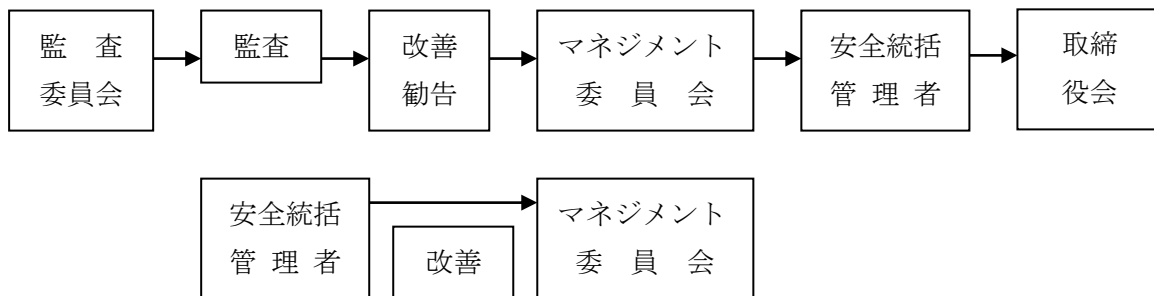 監　査
委員会
監査
改善
勧告
マネジメント
委　員　会
安全統括
管 理 者
取締
役会
安全統括
管 理 者
改善
マネジメント
委　員　会